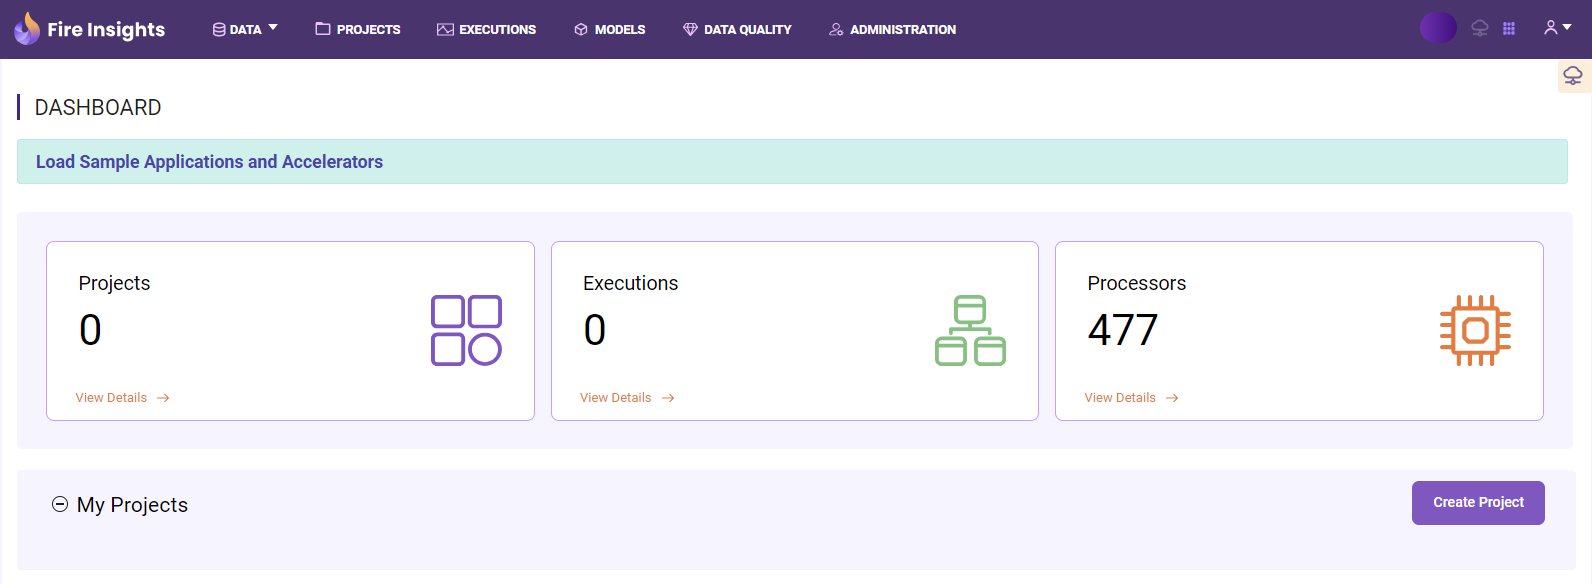 Fire Insights DATA PROJECTS EXECUTIONS MODELS DATA QUALITY ADMINISTRATION
DASHBOARD
Load Sample Applications and Accelerators
Projects
0
View Details
Executions
0
View Details
Processors
477
View Details
My Projects
Create Project